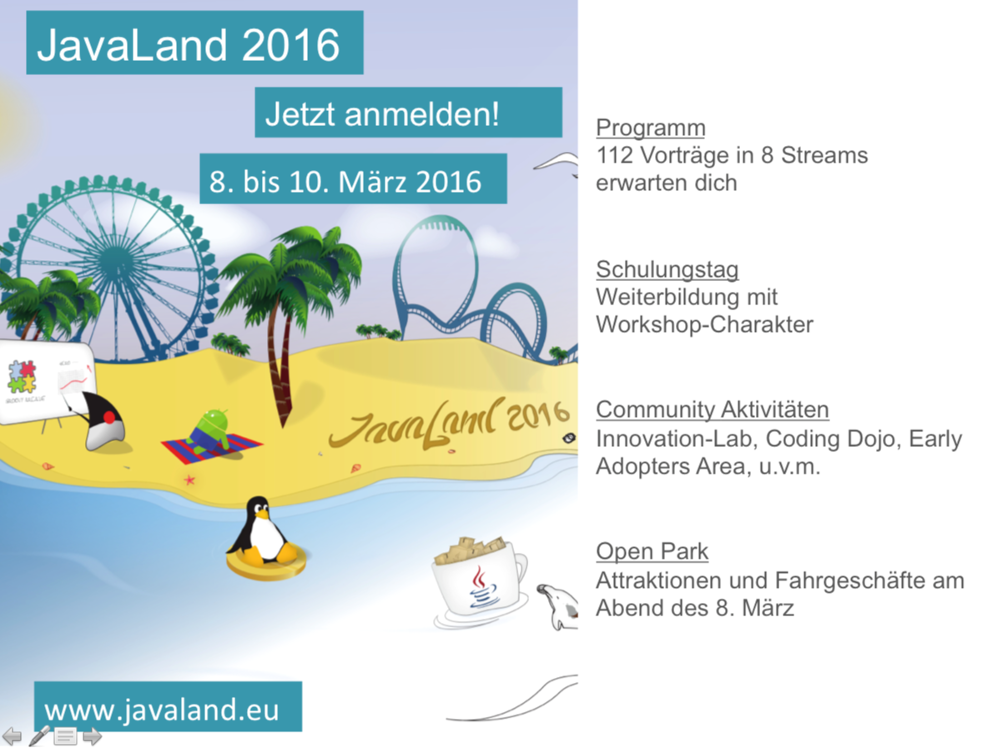 JavaLand 2016
Jetzt anmelden!
8. bis 10. März 2016
JavaLand 2016
www.javaland.eu
Programm
112 Vorträge in 8 Streams
erwarten dich
Schulungstag
Weiterbildung mit
Workshop-Charakter
Community Aktivitäten
Innovation-Lab, Coding Dojo, Early
Adopters Area, u.v.m.
Open Park
Attraktionen und Fahrgeschäfte am
Abend des 8. März